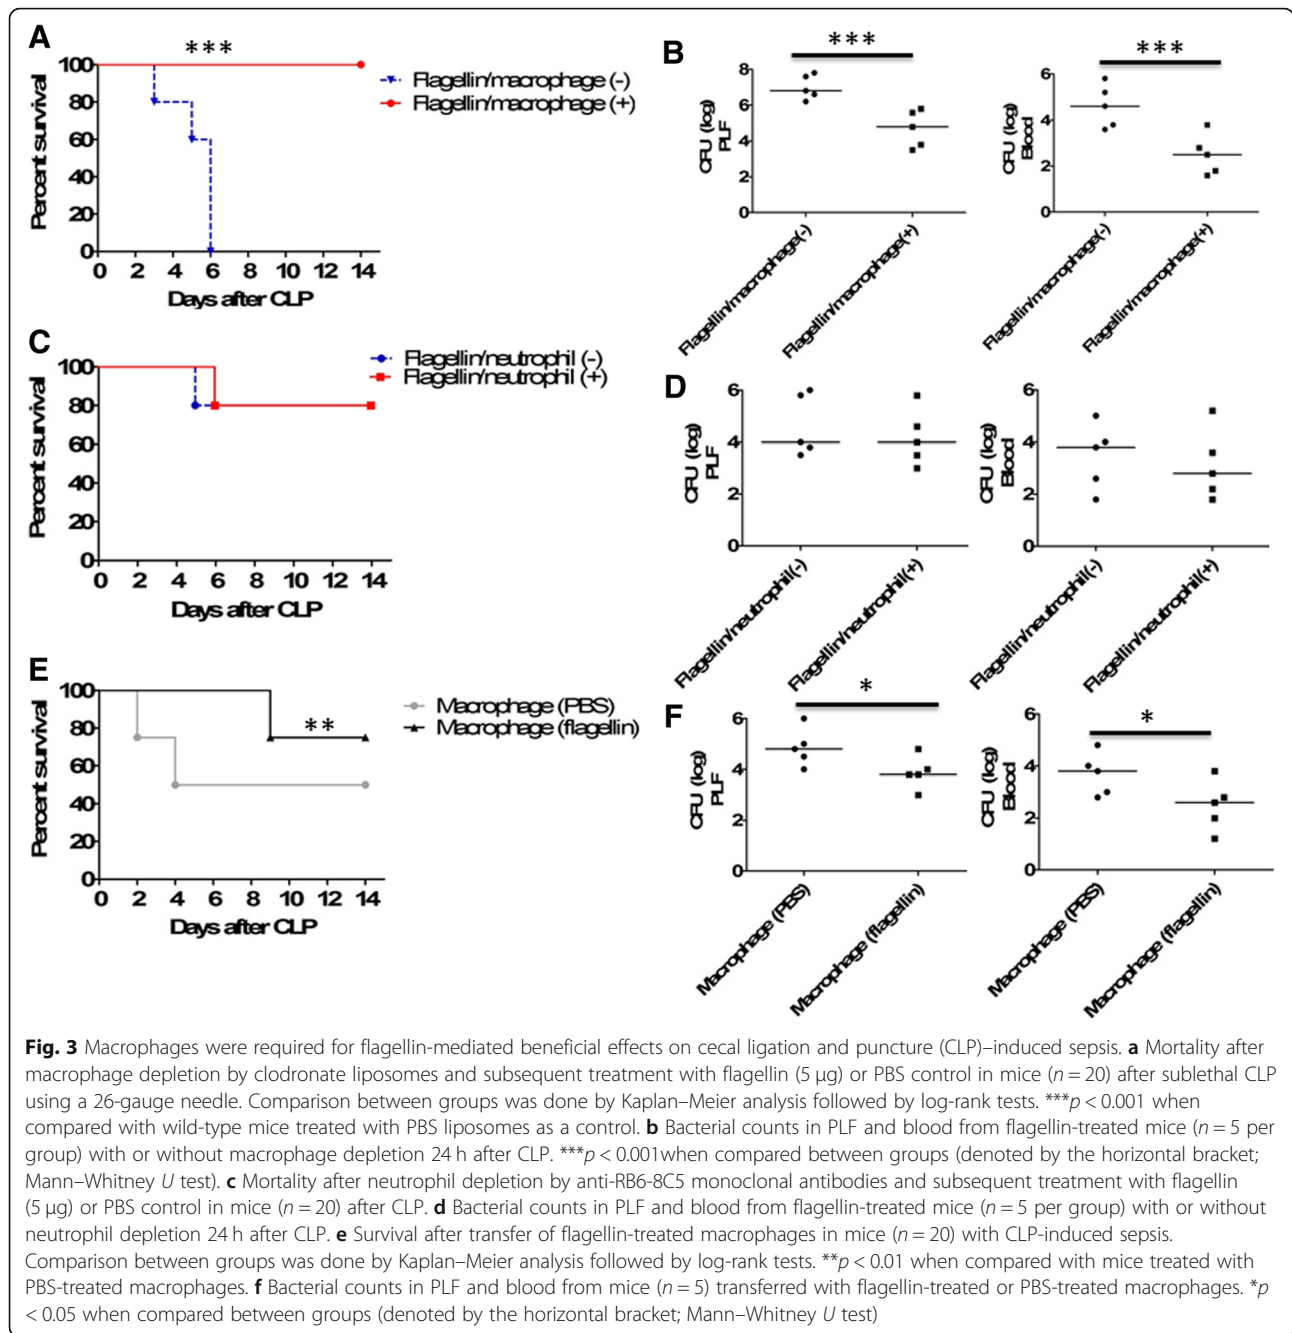 A
***
100
80
60
40
20
0
Percent survival
0 2 4 6 8 10 12 14
Days after CLP
Flagellin/macrophage (-)
Flagellin/macrophage (+)
B
***
8
6
4
2
0
CFU (log)
PLF
Flagellin/macrophage(-)
Flagellin/macrophage(+)
***
6
4
2
0
CFU (log)
Blood
Flagellin/macrophage(-)
Flagellin/macrophage(+)
C
100
80
60
40
20
0
Percent survival
0 2 4 6 8 10 12 14
Days after CLP
Flagellin/neutrophil (-)
Flagellin/neutrophil (+)
D
6
4
2
0
CFU (log)
PLF
Flagellin/neutrophil(-)
Flagellin/neutrophil(+)
6
4
2
0
CFU (log)
Blood
Flagellin/neutrophil(-)
Flagellin/neutrophil(+)
E
100
80
60
40
20
0
Percent survival
**
0 2 4 6 8 10 12 14
Days after CLP
Macrophage (PBS)
Macrophage (flagellin)
F
*
6
4
2
0
CFU (log)
PLF
Macrophage (PBS)
Macrophage (flagellin)
*
6
4
2
0
CFU (log)
Blood
Macrophage (PBS)
Macrophage (flagellin)
Fig. 3 Macrophages were required for flagellin-mediated beneficial effects on cecal ligation and puncture (CLP)–induced sepsis. a Mortality after
macrophage depletion by clodronate liposomes and subsequent treatment with flagellin (5 μg) or PBS control in mice (n = 20) after sublethal CLP
using a 26-gauge needle. Comparison between groups was done by Kaplan–Meier analysis followed by log-rank tests. ***p < 0.001 when
compared with wild-type mice treated with PBS liposomes as a control. b Bacterial counts in PLF and blood from flagellin-treated mice (n = 5 per
group) with or without macrophage depletion 24 h after CLP. ***p < 0.001when compared between groups (denoted by the horizontal bracket;
Mann–Whitney U test). c Mortality after neutrophil depletion by anti-RB6-8C5 monoclonal antibodies and subsequent treatment with flagellin
(5 μg) or PBS control in mice (n = 20) after CLP. d Bacterial counts in PLF and blood from flagellin-treated mice (n = 5 per group) with or without
neutrophil depletion 24 h after CLP. e Survival after transfer of flagellin-treated macrophages in mice (n = 20) with CLP-induced sepsis.
Comparison between groups was done by Kaplan–Meier analysis followed by log-rank tests. **p < 0.01 when compared with mice treated with
PBS-treated macrophages. f Bacterial counts in PLF and blood from mice (n = 5) transferred with flagellin-treated or PBS-treated macrophages. *p
< 0.05 when compared between groups (denoted by the horizontal bracket; Mann–Whitney U test)